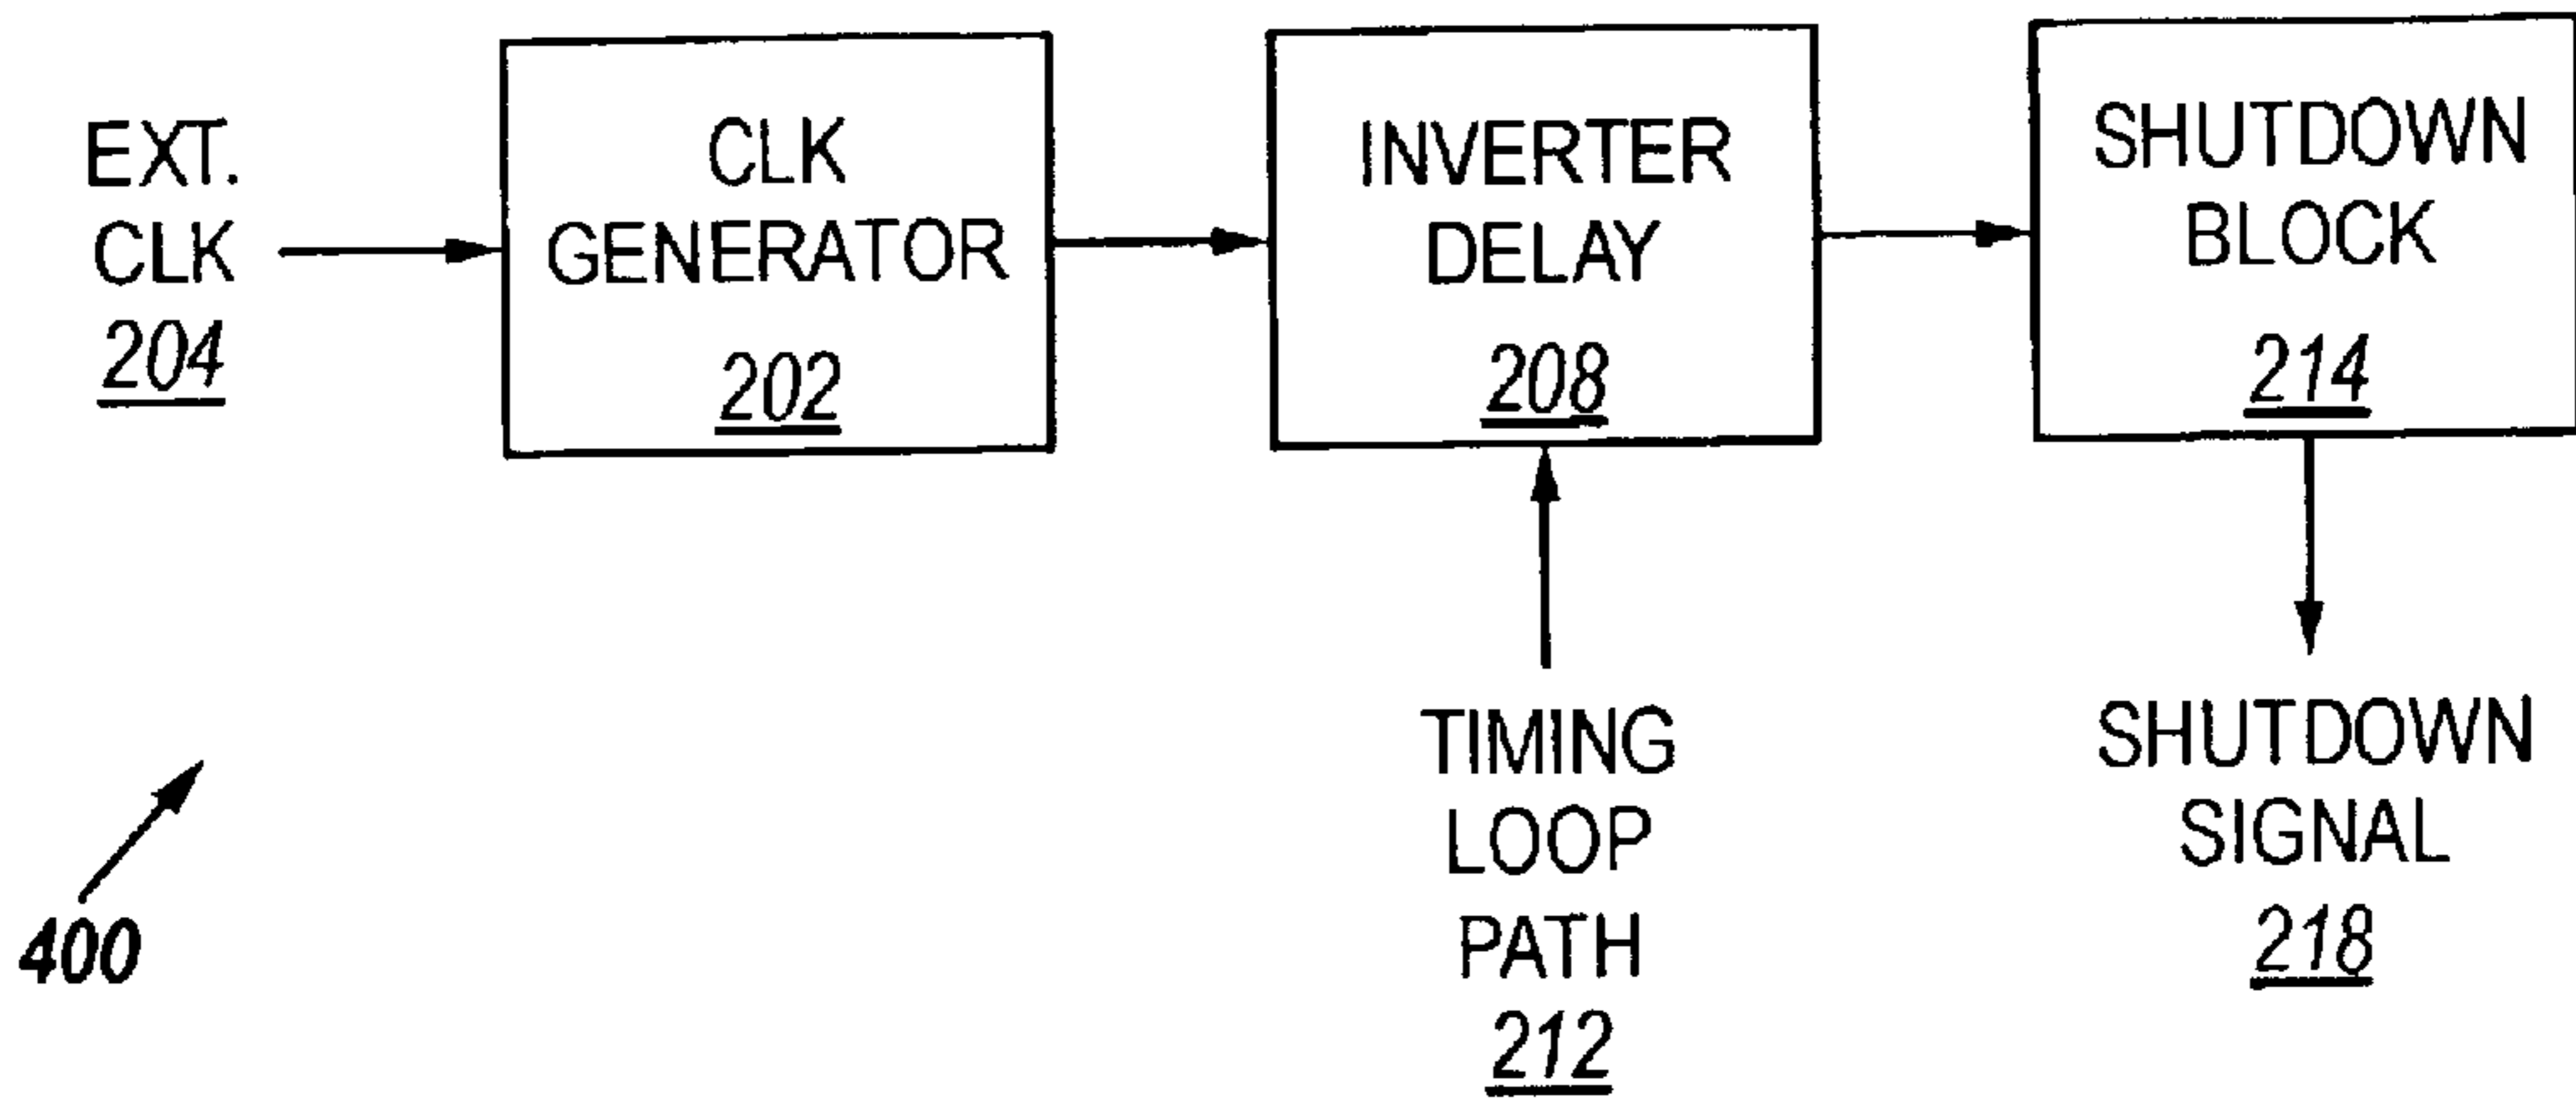 EXT.
CLK
204
CLK
GENERATOR
202
INVERTER
DELAY
208
SHUTDOWN
BLOCK
214
TIMING
LOOP
PATH
212
SHUTDOWN
SIGNAL
218
400